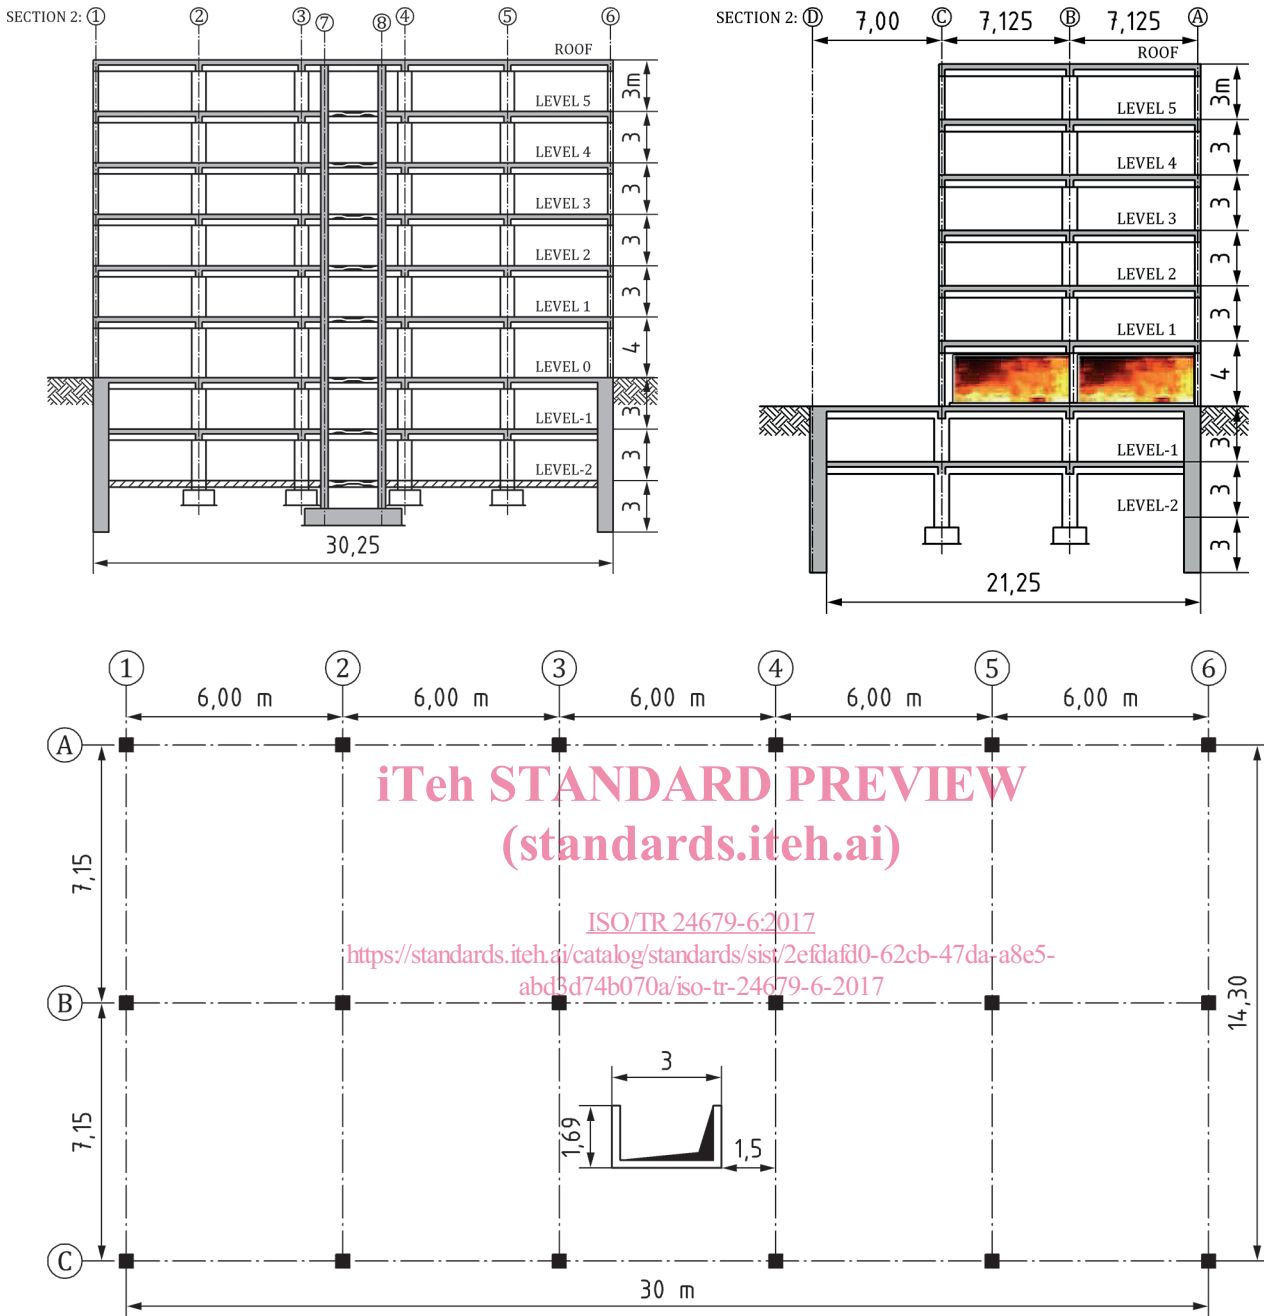 SECTION 2: 1 2 3 7 8 4 5 6
ROOF
LEVEL 5
LEVEL 4
LEVEL 3
LEVEL 2
LEVEL 1
LEVEL 0
LEVEL-1
LEVEL-2
3m
3
3
3
3
4
3
3
3
30,25
SECTION 2: D C B A
7,00 7,125 7,125
ROOF
LEVEL 5
LEVEL 4
LEVEL 3
LEVEL 2
LEVEL 1
LEVEL-1
LEVEL-2
3m
3
3
3
3
4
3
3
3
21,25
1 2 3 4 5 6
6,00 m 6,00 m 6,00 m 6,00 m 6,00 m
A
iTeh STANDARD PREVIEW
(standards.iteh.ai)
7,15
ISO/TR 24679-6:2017
https://standards.iteh.ai/catalog/standards/sist/2efdafd0-62cb-47da-a8e5-
abd3d74b070a/iso-tr-24679-6-2017
B
14,30
3
1,69
1,5
7,15
C
30 m